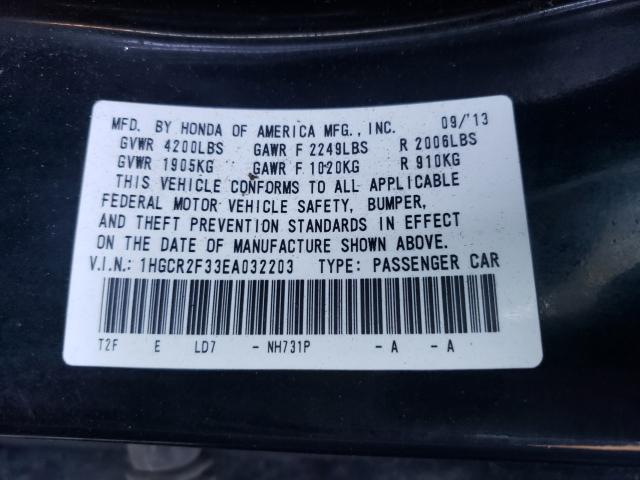 MFD. BY HONDA OF AMERICA MFG., INC. 09/'13
GVWR 4200LBS GAWR F 2249LBS R 2006LBS
GVWR 1905KG GAWR F 1020KG R 910KG
THIS VEHICLE CONFORMS TO ALL APPLICABLE
FEDERAL MOTOR VEHICLE SAFETY, BUMPER,
AND THEFT PREVENTION STANDARDS IN EFFECT
ON THE DATE OF MANUFACTURE SHOWN ABOVE.
V.I.N.: 1HGCR2F33EA032203 TYPE: PASSENGER CAR
T2F E LD7 - NH731P - A - A